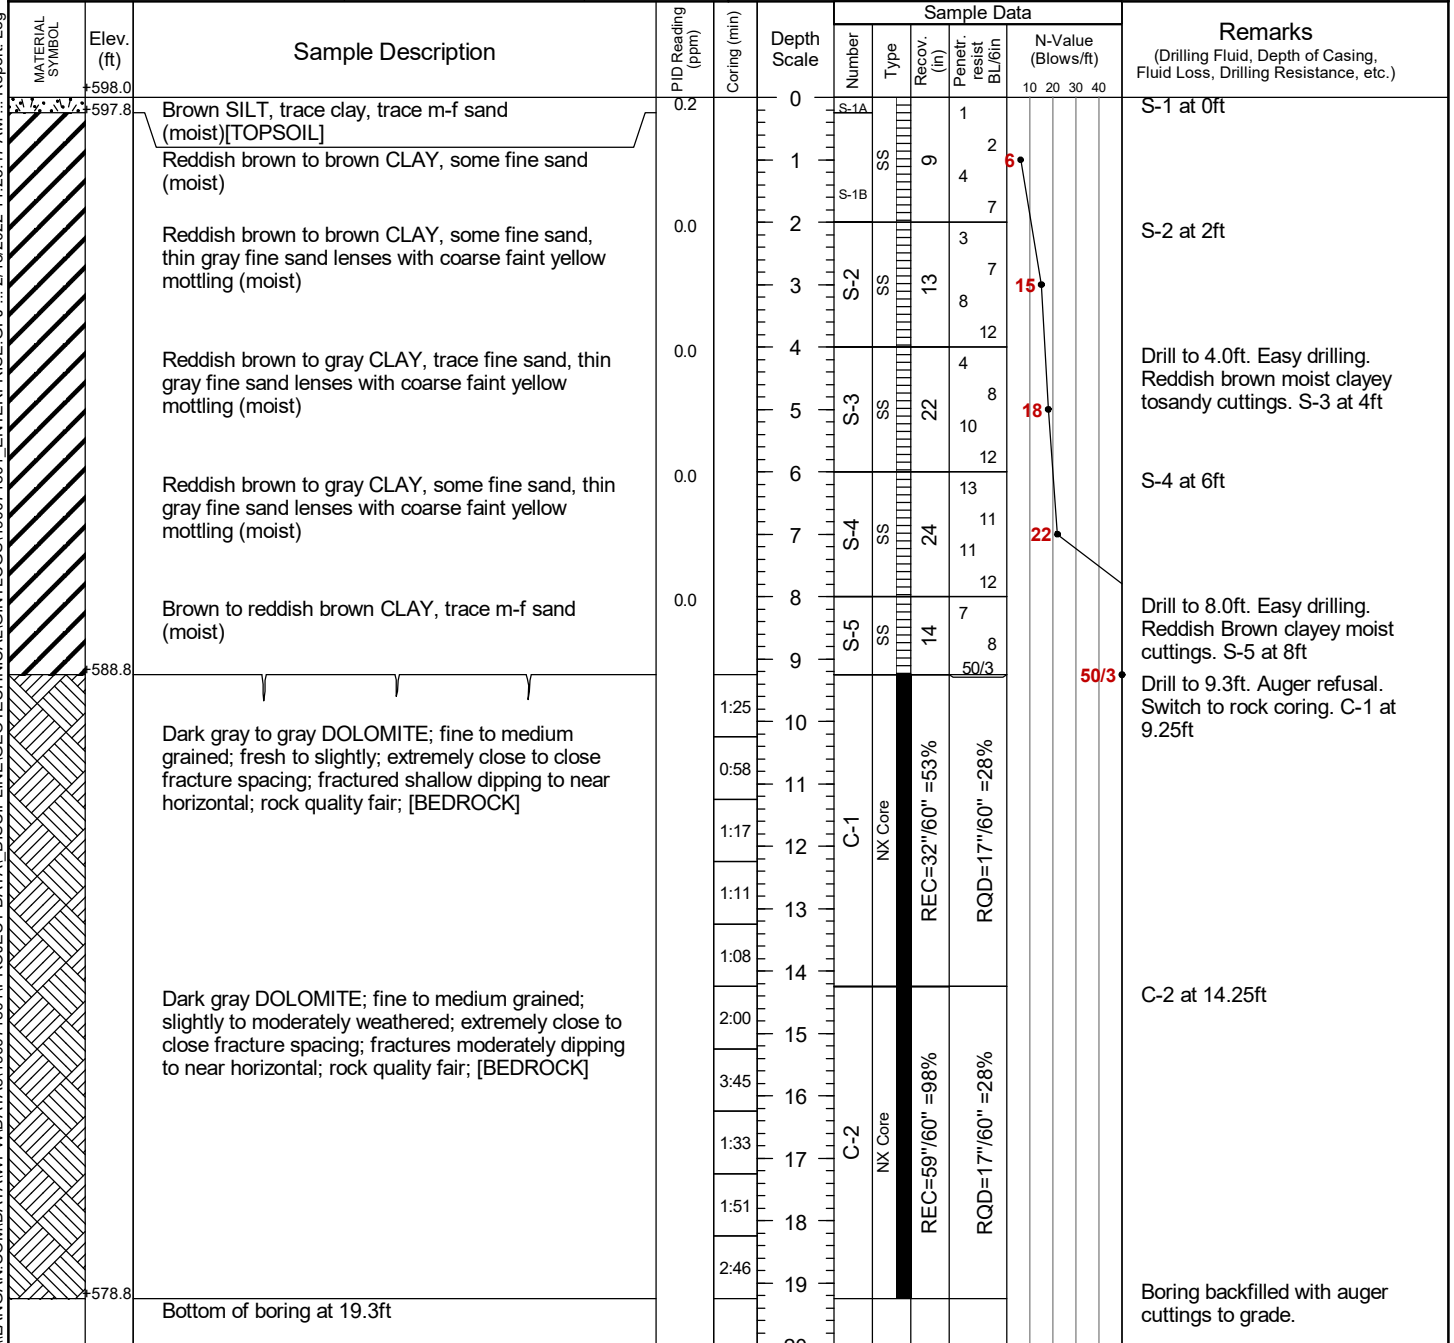 Sample Data
MATERIAL SYMBOL
Elev. (ft)
Sample Description
PID Reading (ppm)
Coring (min)
Depth Scale
Number
Type
Recov. (in)
Penetr. resist BL/6in
N-Value (Blows/ft)
10 20 30 40
Remarks
(Drilling Fluid, Depth of Casing,
Fluid Loss, Drilling Resistance, etc.)
+598.0
0
+597.8
Brown SILT, trace clay, trace m-f sand
(moist)[TOPSOIL]
0.2
S-1A
S-1 at 0ft
Reddish brown to brown CLAY, some fine sand
(moist)
1
S-1B
SS
9
1
2
4
7
6
2
Reddish brown to brown CLAY, some fine sand,
thin gray fine sand lenses with coarse faint yellow
mottling (moist)
0.0
3
S-2
SS
13
3
7
8
12
15
S-2 at 2ft
4
Reddish brown to gray CLAY, trace fine sand, thin
gray fine sand lenses with coarse faint yellow
mottling (moist)
0.0
5
S-3
SS
22
4
8
10
12
18
Drill to 4.0ft. Easy drilling.
Reddish brown moist clayey
tosandy cuttings. S-3 at 4ft
6
Reddish brown to gray CLAY, some fine sand, thin
gray fine sand lenses with coarse faint yellow
mottling (moist)
0.0
7
S-4
SS
24
13
11
11
12
22
S-4 at 6ft
8
Brown to reddish brown CLAY, trace m-f sand
(moist)
0.0
S-5
SS
14
7
8
50/3
50/3
Drill to 8.0ft. Easy drilling.
Reddish Brown clayey moist
cuttings. S-5 at 8ft
9
+588.8
Drill to 9.3ft. Auger refusal.
Switch to rock coring. C-1 at
9.25ft
Dark gray to gray DOLOMITE; fine to medium
grained; fresh to slightly; extremely close to close
fracture spacing; fractured shallow dipping to near
horizontal; rock quality fair; [BEDROCK]
1:25
0:58
1:17
1:11
1:08
10
11
12
13
14
C-1
NX Core
REC=32"/60" =53%
RQD=17"/60" =28%
Dark gray DOLOMITE; fine to medium grained;
slightly to moderately weathered; extremely close to
close fracture spacing; fractures moderately dipping
to near horizontal; rock quality fair; [BEDROCK]
2:00
3:45
1:33
1:51
2:46
15
16
17
18
19
C-2
NX Core
REC=59"/60" =98%
RQD=17"/60" =28%
C-2 at 14.25ft
+578.8
Bottom of boring at 19.3ft
Boring backfilled with auger
cuttings to grade.
20